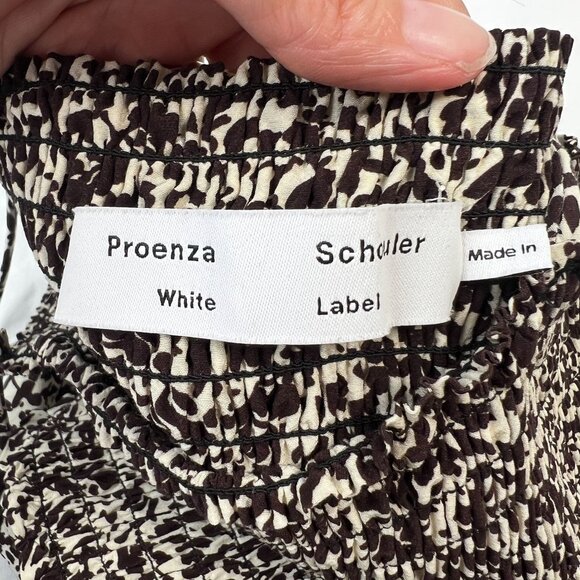 Proenza Schouler
White Label
Made in